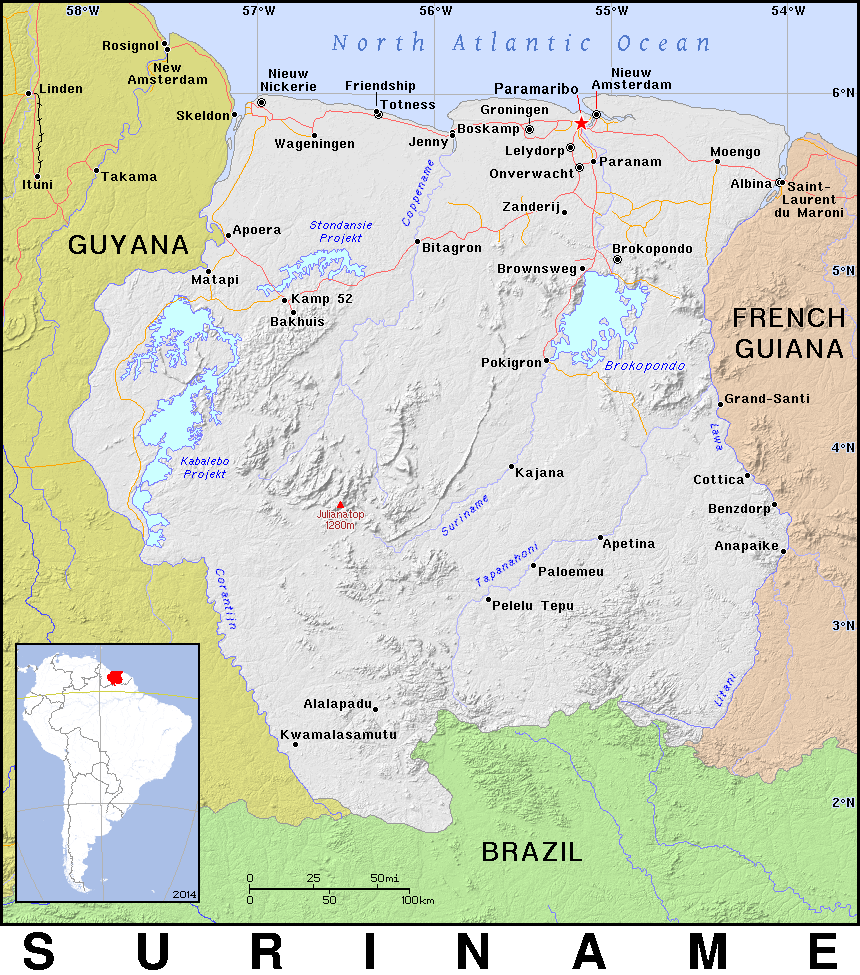 58°W
57°W
56°W
55°W
54°W
North Atlantic Ocean
Rosignol
New
Amsterdam
Linden
Nieuw
Nickerie
Friendship
Totness
Paramaribo
Nieuw
Amsterdam
6°N
Skeldon
Groningen
Wageningen
Jenny
Boskamp
Lelydorp
Onverwacht
Paranam
Moengo
Albina
Saint-
Laurent
du Maroni
Ituni
Takama
Coppename
Zanderij
Apoera
Stondansie
Projekt
GUYANA
Bitagron
Brokopondo
Matapi
Brownsweg
5°N
Kamp 52
Bakhuis
FRENCH
GUIANA
Pokigron
Brokopondo
Grand-Santi
Lawa
4°N
Kabalebo
Projekt
Kajana
Cottica
Suriname
Benzdorp
Julianatop
1280m
Apetina
Anapaike
Tapanahoni
Paloemeu
Corantijn
Pelelu Tepu
3°N
Litani
Alalapadu
Kwamalasamutu
2°N
BRAZIL
0 25 50mi
0 50 100km
2014
SURINAME